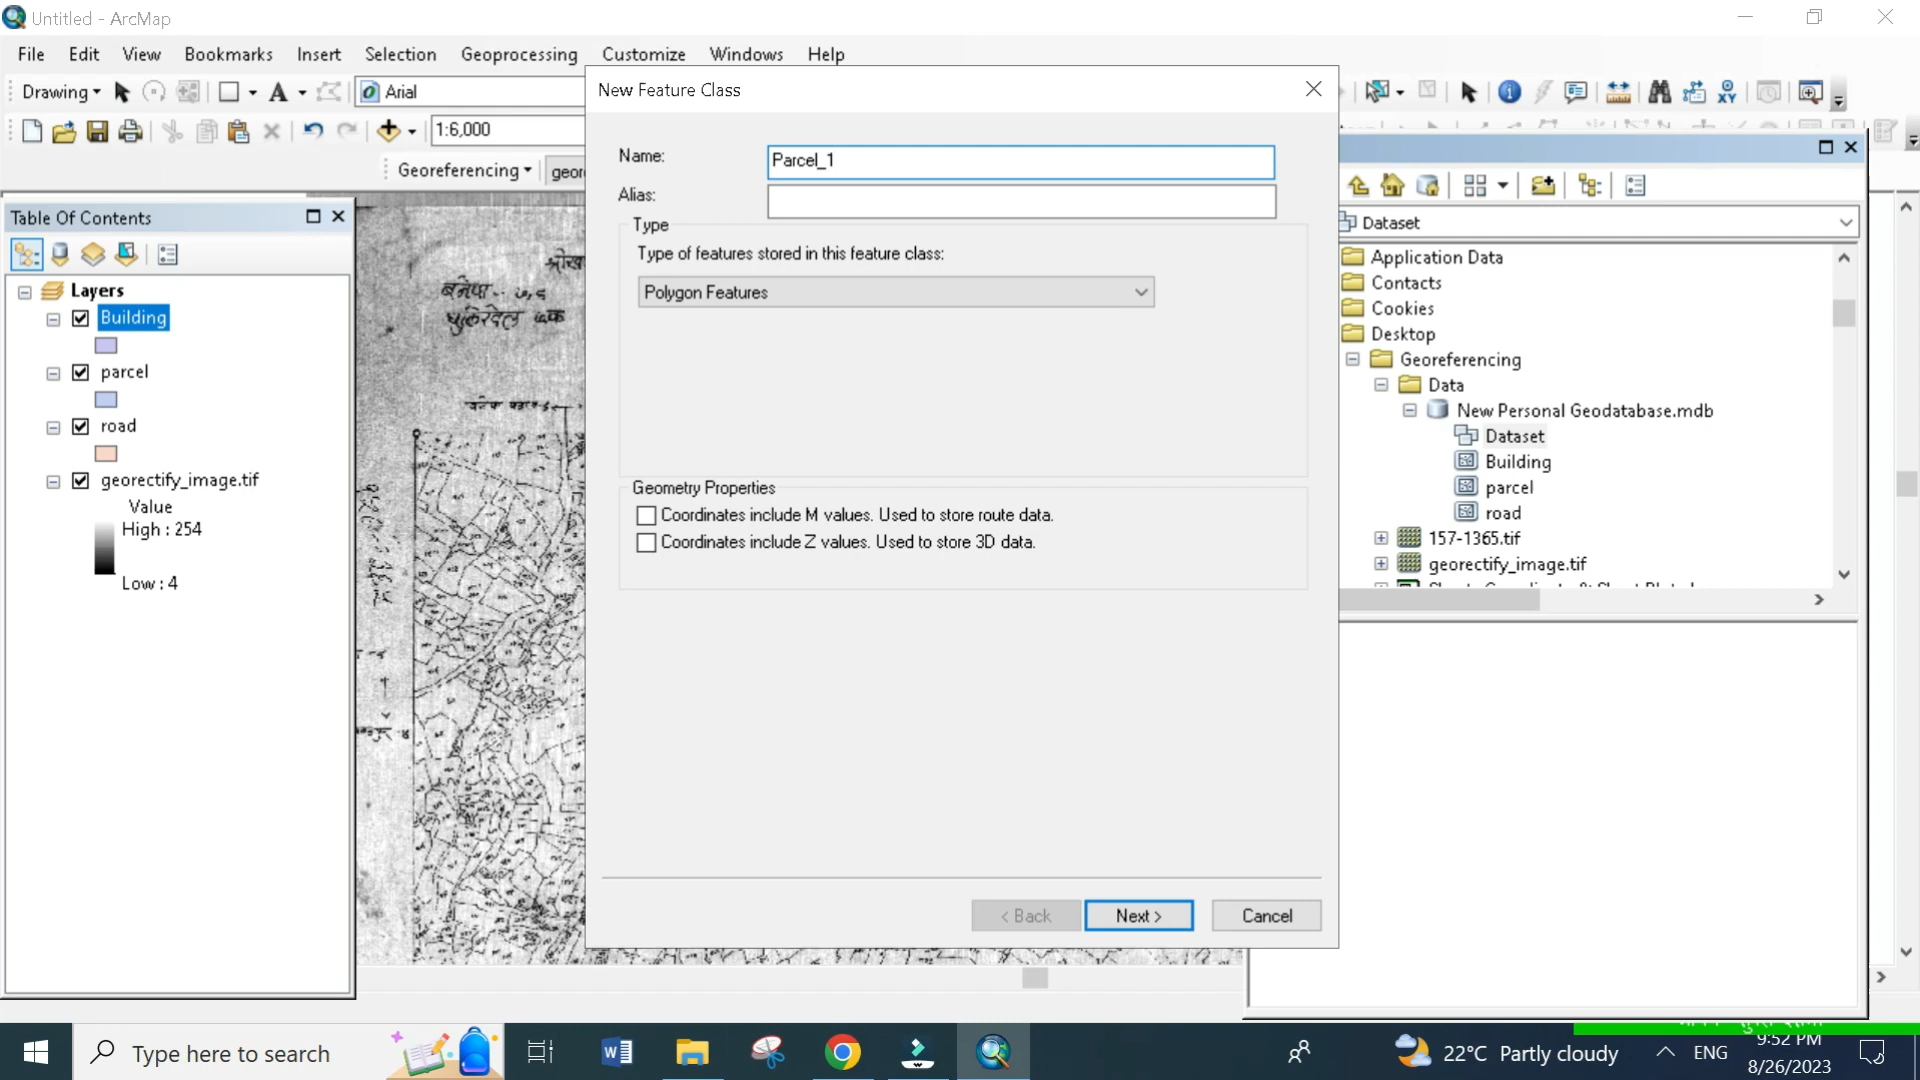 Untitled - ArcMap
File Edit View Bookmarks Insert Selection Geoprocessing Customize Windows Help
Drawing
A
Arial
XY
1:6,000
Georeferencing
geor
New Feature Class
Name:
Parcel_1
Alias:
Type
Type of features stored in this feature class:
Polygon Features
Geometry Properties
Coordinates include M values. Used to store route data.
Coordinates include Z values. Used to store 3D data.
< Back
Next >
Cancel
Table Of Contents
Layers
Building
parcel
road
georectify_image.tif
Value
High : 254
Low : 4
Dataset
Application Data
Contacts
Cookies
Desktop
Georeferencing
Data
New Personal Geodatabase.mdb
Dataset
Building
parcel
road
157-1365.tif
georectify_image.tif
Type here to search
22°C Partly cloudy
ENG
9:52 PM
8/26/2023